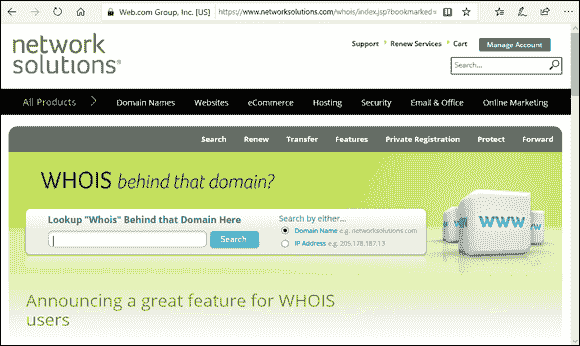 Web.com Group, Inc. [US] https://www.networksolutions.com/whois/index.jsp?bookmarked=
network
solutions®
Support Renew Services Cart Manage Account
Search...
All Products Domain Names Websites eCommerce Hosting Security Email & Office Online Marketing
Search Renew Transfer Features Private Registration Protect Forward
WHOIS behind that domain?
Lookup "Whois" Behind that Domain Here
Search
Search by either...
Domain Name e.g. networksolutions.com
IP Address e.g. 205.178.187.13
www
Announcing a great feature for WHOIS
users